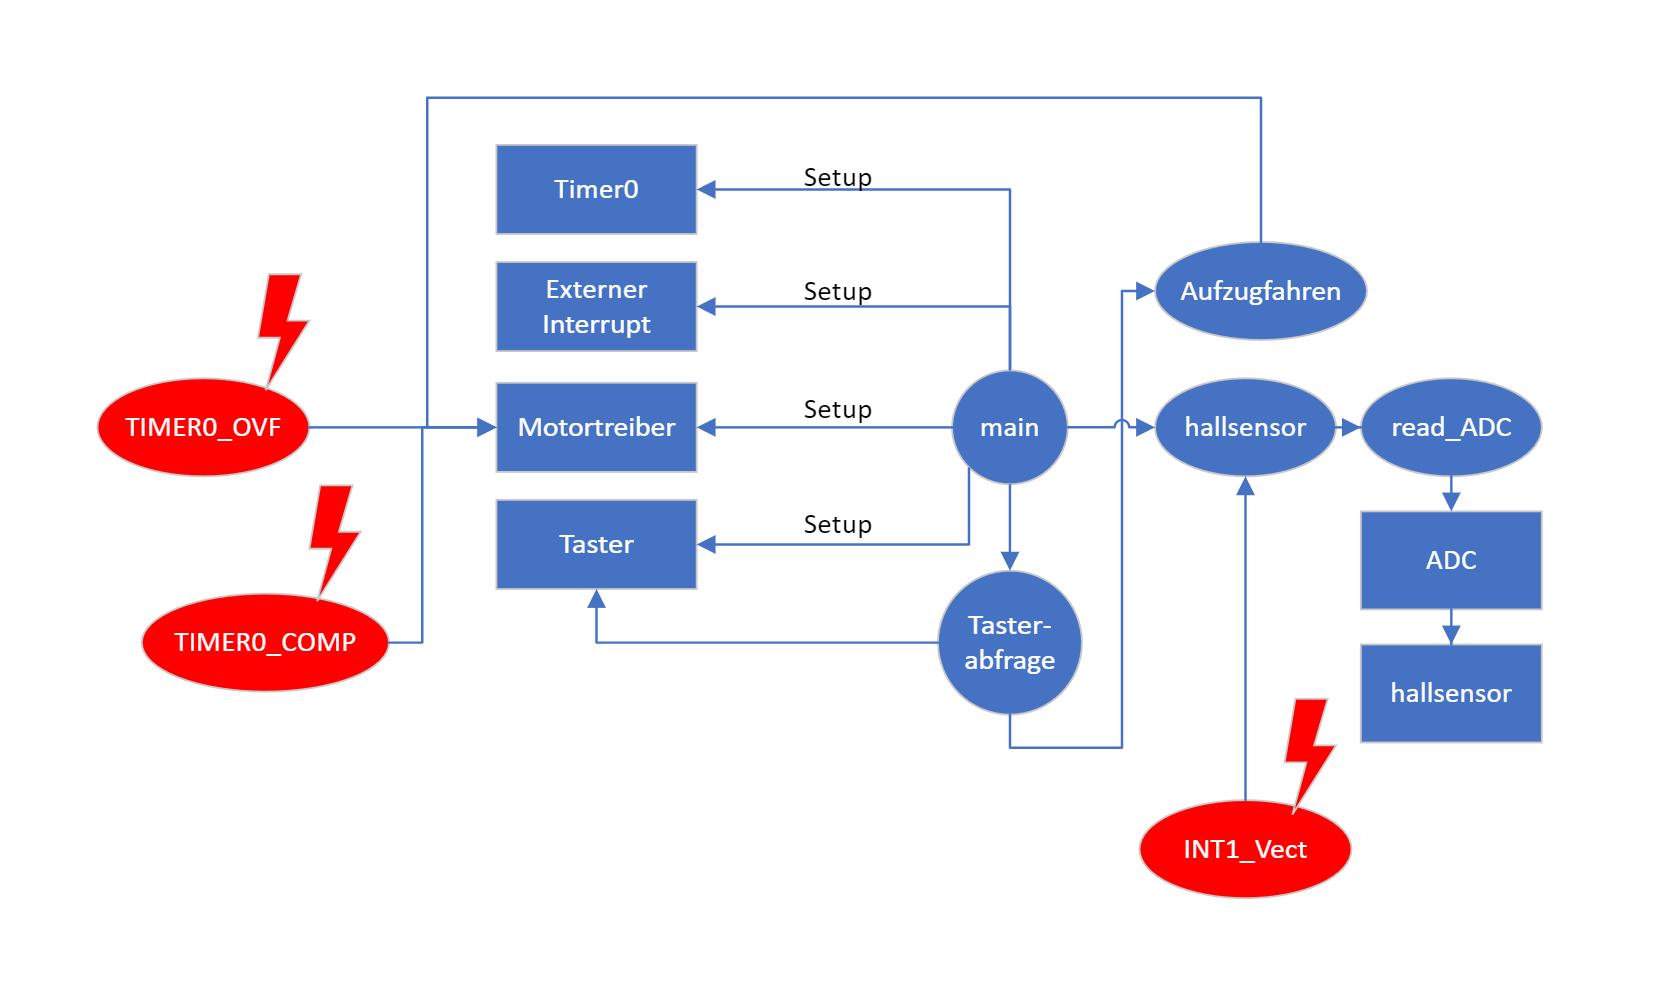 Setup
Timer0
Externer
Interrupt
Setup
Aufzugfahren
TIMER0_OVF
Motortreiber
Setup
main
hallsensor
read_ADC
Taster
Setup
ADC
TIMER0_COMP
Taster-
abfrage
hallsensor
INT1_Vect